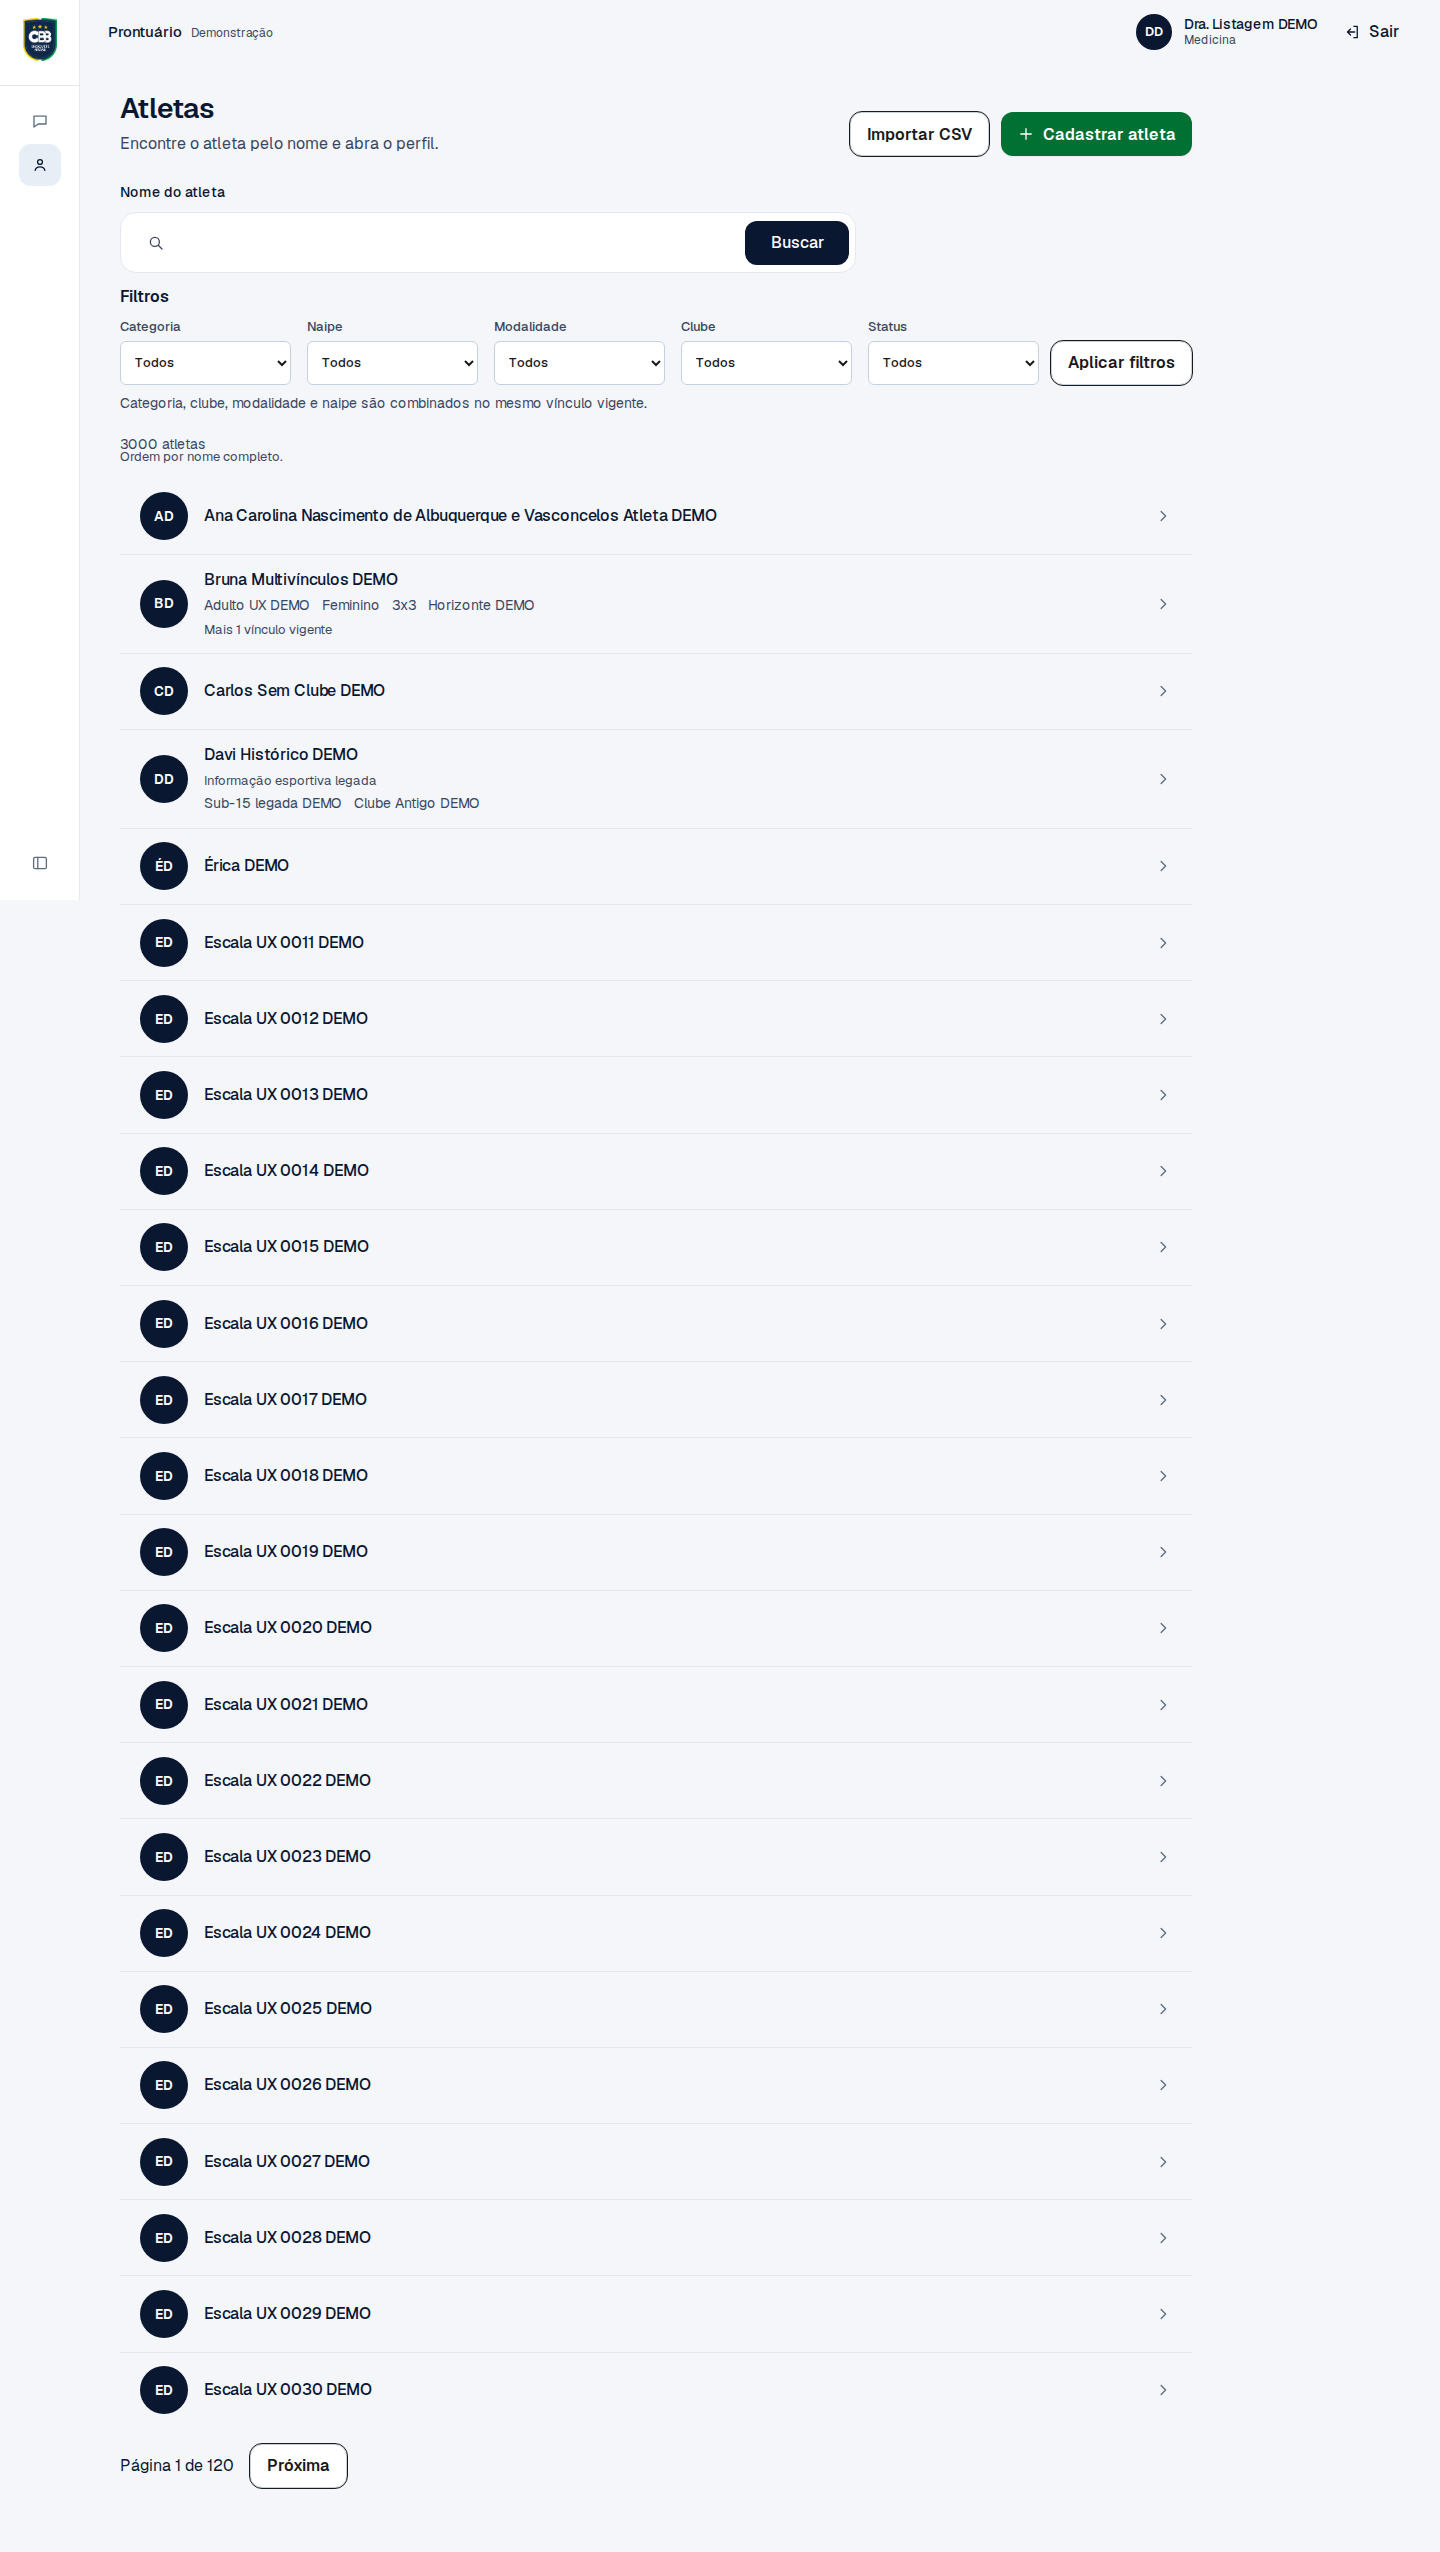 CBB
Prontuário Demonstração
DD
Dra. Listagem DEMO
Medicina
Sair
Atletas
Encontre o atleta pelo nome e abra o perfil.
Importar CSV
Cadastrar atleta
Nome do atleta
Buscar
Filtros
Categoria Naipe Modalidade Clube Status
Todos Todos Todos Todos Todos Aplicar filtros
Categoria, clube, modalidade e naipe são combinados no mesmo vínculo vigente.
3000 atletas
Ordem por nome completo.
AD Ana Carolina Nascimento de Albuquerque e Vasconcelos Atleta DEMO
BD Bruna Multivínculos DEMO
Adulto UX DEMO Feminino 3x3 Horizonte DEMO
Mais 1 vínculo vigente
CD Carlos Sem Clube DEMO
DD Davi Histórico DEMO
Informação esportiva legada
Sub-15 legada DEMO Clube Antigo DEMO
ÉD Érica DEMO
ED Escala UX 0011 DEMO
ED Escala UX 0012 DEMO
ED Escala UX 0013 DEMO
ED Escala UX 0014 DEMO
ED Escala UX 0015 DEMO
ED Escala UX 0016 DEMO
ED Escala UX 0017 DEMO
ED Escala UX 0018 DEMO
ED Escala UX 0019 DEMO
ED Escala UX 0020 DEMO
ED Escala UX 0021 DEMO
ED Escala UX 0022 DEMO
ED Escala UX 0023 DEMO
ED Escala UX 0024 DEMO
ED Escala UX 0025 DEMO
ED Escala UX 0026 DEMO
ED Escala UX 0027 DEMO
ED Escala UX 0028 DEMO
ED Escala UX 0029 DEMO
ED Escala UX 0030 DEMO
Página 1 de 120 Próxima